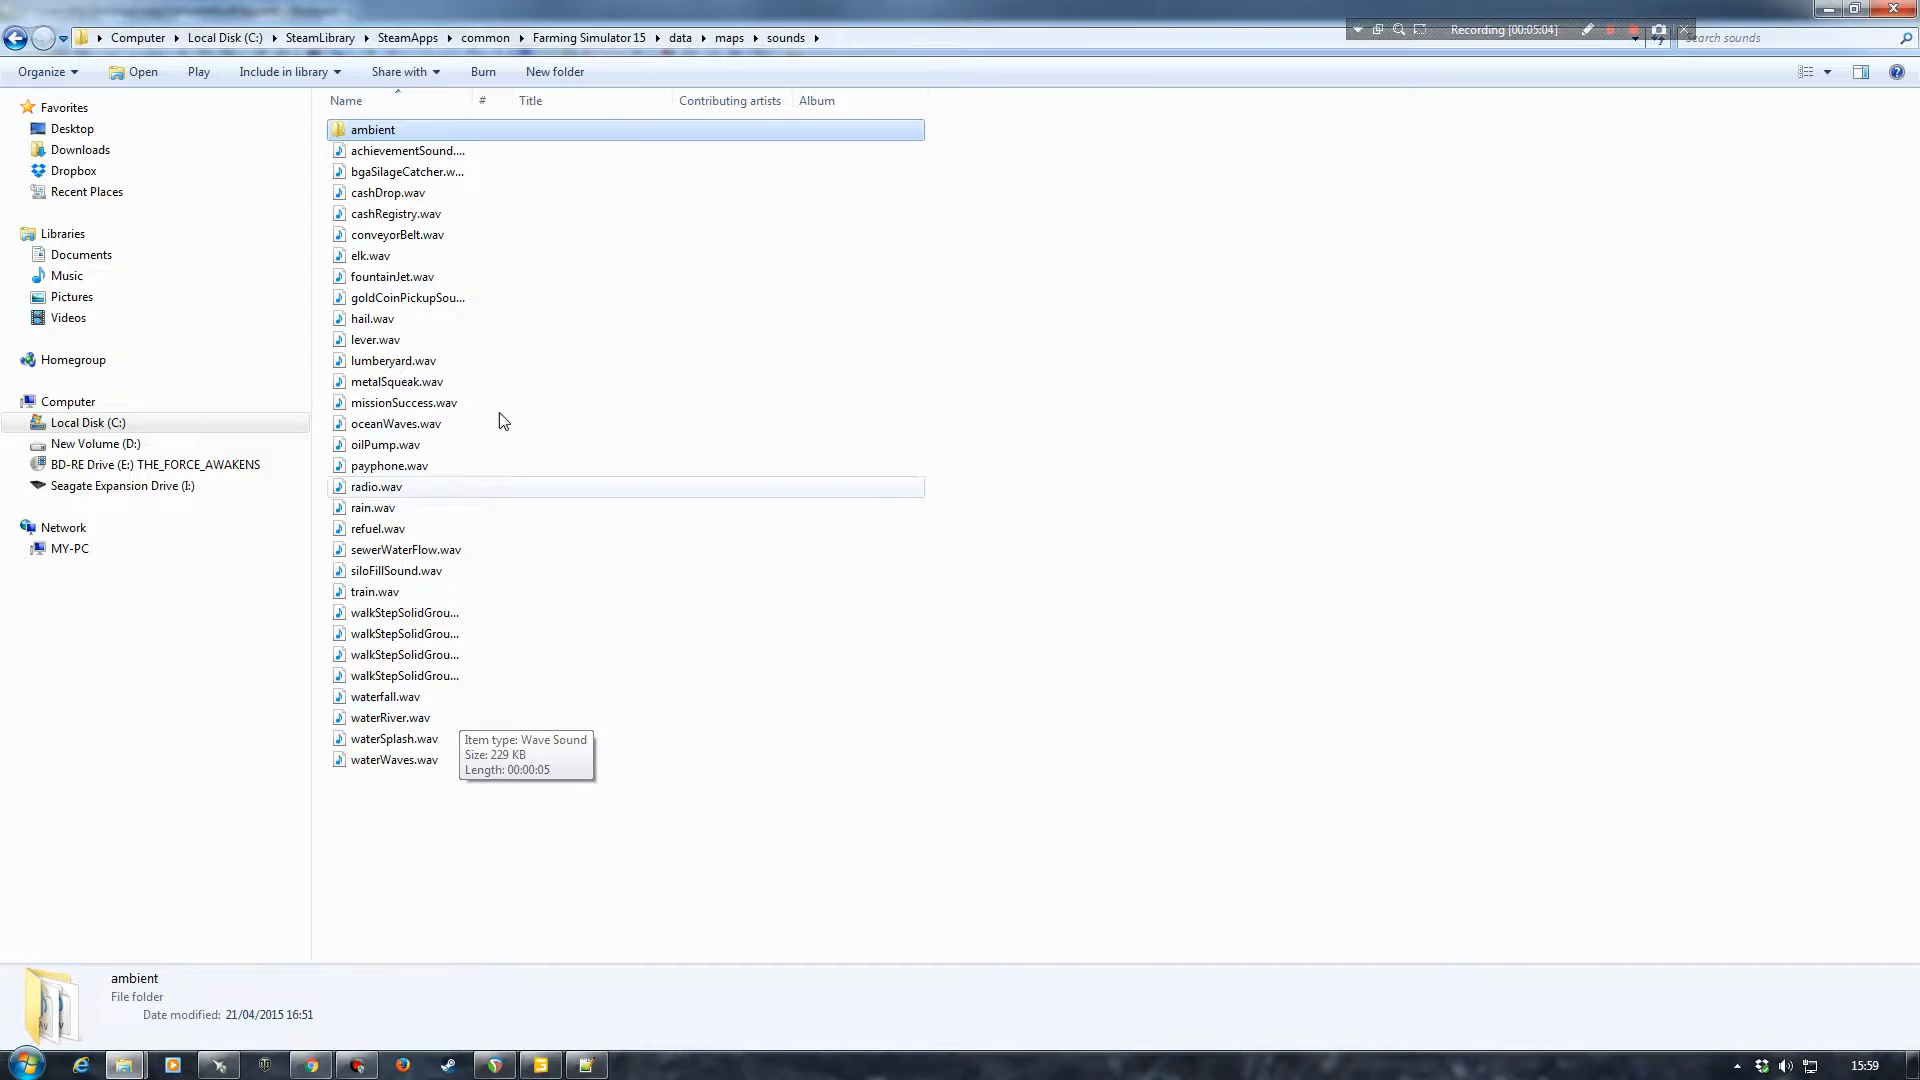 Computer ▸ Local Disk (C:) ▸ SteamLibrary ▸ SteamApps ▸ common ▸ Farming Simulator 15 ▸ data ▸ maps ▸ sounds ▸
Recording [00:05:04]
Search sounds
Organize Open Play Include in library Share with Burn New folder
Name # Title Contributing artists Album
Favorites
Desktop
Downloads
Dropbox
Recent Places
Libraries
Documents
Music
Pictures
Videos
Homegroup
Computer
Local Disk (C:)
New Volume (D:)
BD-RE Drive (E:) THE_FORCE_AWAKENS
Seagate Expansion Drive (I:)
Network
MY-PC
ambient
achievementSound....
bgaSilageCatcher.w...
cashDrop.wav
cashRegistry.wav
conveyorBelt.wav
elk.wav
fountainJet.wav
goldCoinPickupSou...
hail.wav
lever.wav
lumberyard.wav
metalSqueak.wav
missionSuccess.wav
oceanWaves.wav
oilPump.wav
payphone.wav
radio.wav
rain.wav
refuel.wav
sewerWaterFlow.wav
siloFillSound.wav
train.wav
walkStepSolidGrou...
walkStepSolidGrou...
walkStepSolidGrou...
walkStepSolidGrou...
waterfall.wav
waterRiver.wav
waterSplash.wav
waterWaves.wav
Item type: Wave Sound
Size: 229 KB
Length: 00:00:05
ambient
File folder
Date modified: 21/04/2015 16:51
15:59